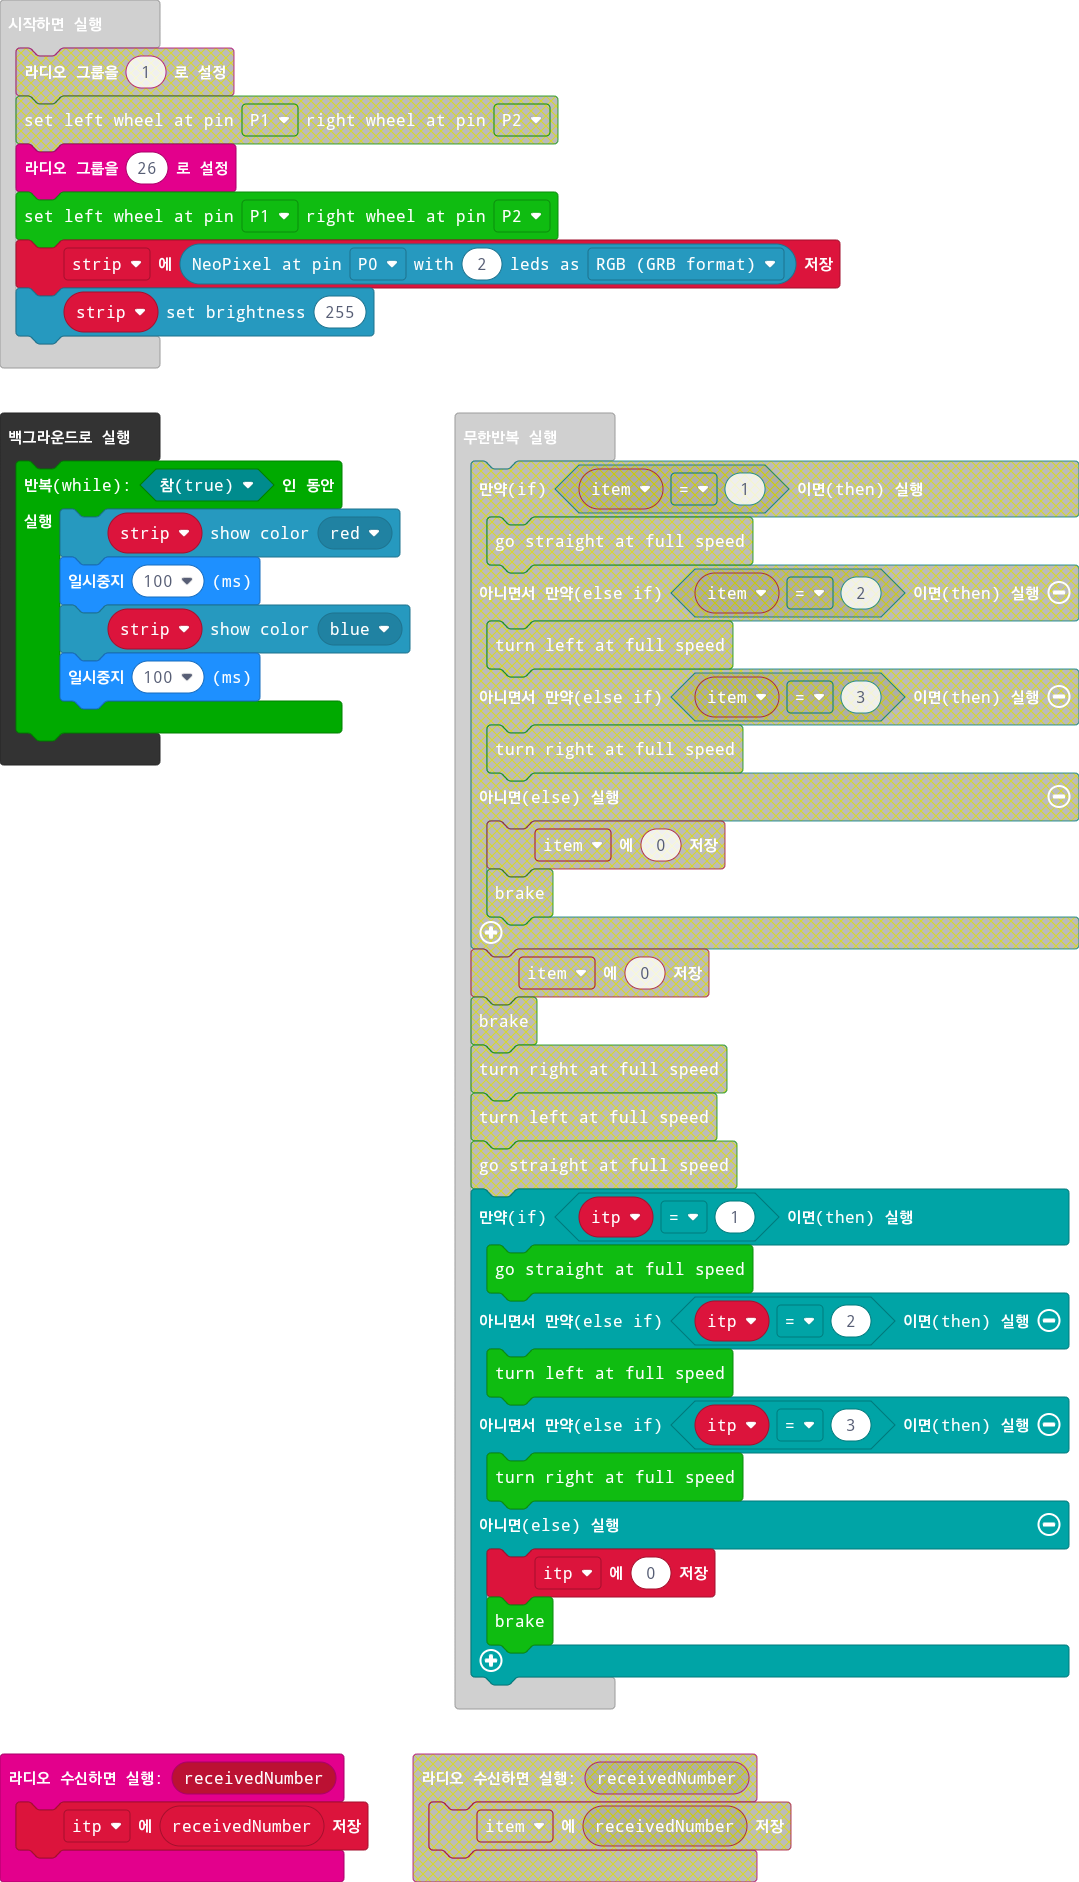 시작하면 실행
라디오 그룹을 1 로 설정
set left wheel at pin P1 right wheel at pin P2
라디오 그룹을 26 로 설정
set left wheel at pin P1 right wheel at pin P2
strip 에 NeoPixel at pin P0 with 2 leds as RGB (GRB format) 저장
strip set brightness 255
백그라운드로 실행
반복(while): 참(true) 인 동안
실행 strip show color red
일시중지 100 (ms)
strip show color blue
일시중지 100 (ms)
무한반복 실행
만약(if) item = 1 이면(then) 실행
go straight at full speed
아니면서 만약(else if) item = 2 이면(then) 실행
turn left at full speed
아니면서 만약(else if) item = 3 이면(then) 실행
turn right at full speed
아니면(else) 실행
item 에 0 저장
brake
item 에 0 저장
brake
turn right at full speed
turn left at full speed
go straight at full speed
만약(if) itp = 1 이면(then) 실행
go straight at full speed
아니면서 만약(else if) itp = 2 이면(then) 실행
turn left at full speed
아니면서 만약(else if) itp = 3 이면(then) 실행
turn right at full speed
아니면(else) 실행
itp 에 0 저장
brake
라디오 수신하면 실행: receivedNumber
itp 에 receivedNumber 저장
라디오 수신하면 실행: receivedNumber
item 에 receivedNumber 저장